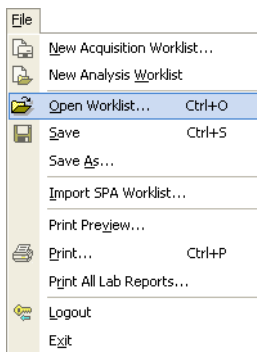 File
New Acquisition Worklist...
New Analysis Worklist
Open Worklist... Ctrl+O
Save Ctrl+S
Save As...
Import SPA Worklist...
Print Preview...
Print... Ctrl+P
Print All Lab Reports...
Logout
Exit